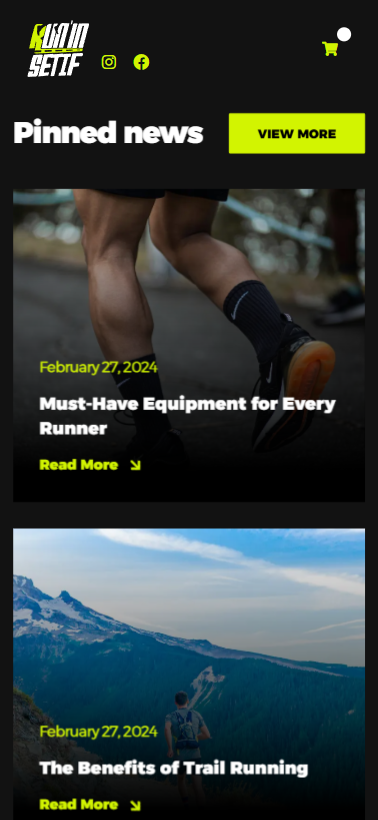 RUN'IN
SETIF
Pinned news
VIEW MORE
February 27, 2024
Must-Have Equipment for Every
Runner
Read More
February 27, 2024
The Benefits of Trail Running
Read More